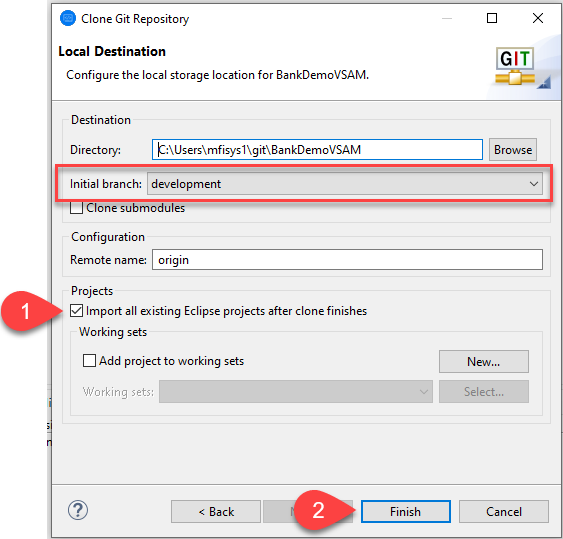 Clone Git Repository
Local Destination
Configure the local storage location for BankDemoVSAM.
GIT
Destination
Directory: C:\Users\mfisys1\git\BankDemoVSAM Browse
Initial branch: development
Clone submodules
Configuration
Remote name: origin
Projects
1 Import all existing Eclipse projects after clone finishes
Working sets
Add project to working sets New...
Working sets: Select...
? < Back 2 Finish Cancel